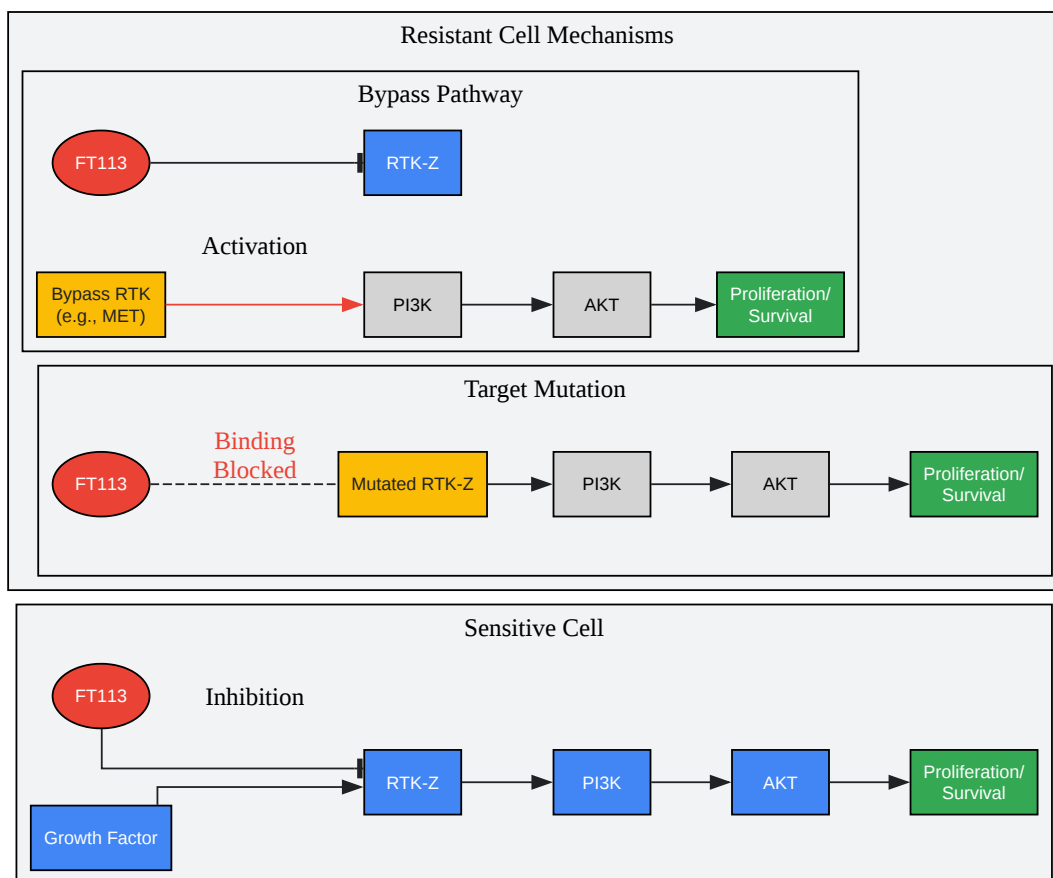 Resistant Cell Mechanisms
Bypass Pathway
FT113
RTK-Z
Activation
Bypass RTK
(e.g., MET)
PI3K
AKT
Proliferation/
Survival
Target Mutation
FT113
Binding
Blocked
Mutated RTK-Z
PI3K
AKT
Proliferation/
Survival
Sensitive Cell
FT113
Inhibition
RTK-Z
PI3K
AKT
Proliferation/
Survival
Growth Factor